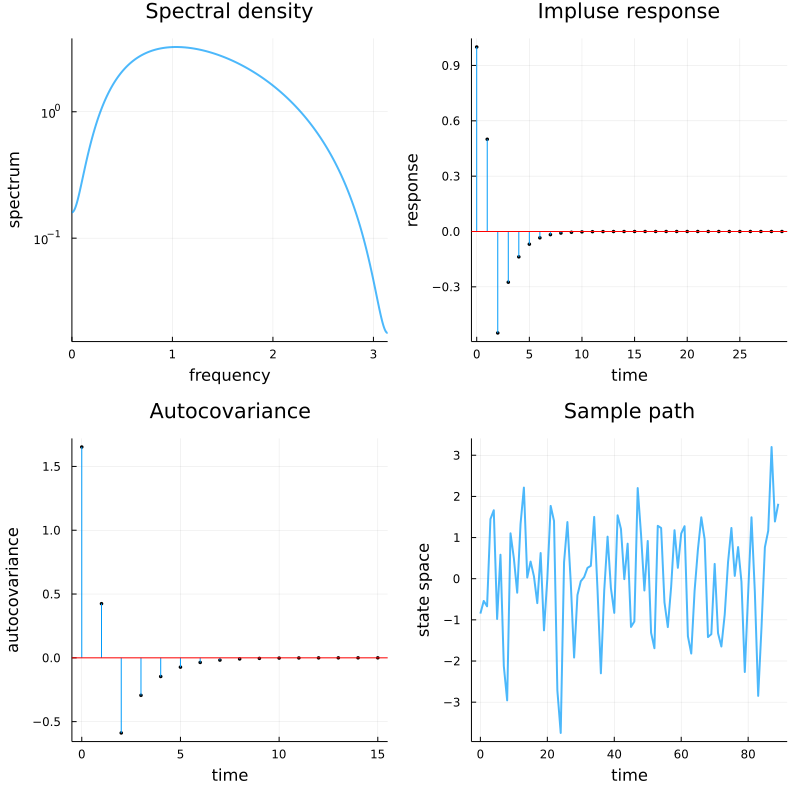 Spectral density
10⁰
10⁻¹
spectrum
0 1 2 3
frequency
Impluse response
0.9
0.6
0.3
0.0
−0.3
response
0 5 10 15 20 25
time
Autocovariance
1.5
1.0
0.5
0.0
−0.5
autocovariance
0 5 10 15
time
Sample path
3
2
1
0
−1
−2
−3
state space
0 20 40 60 80
time